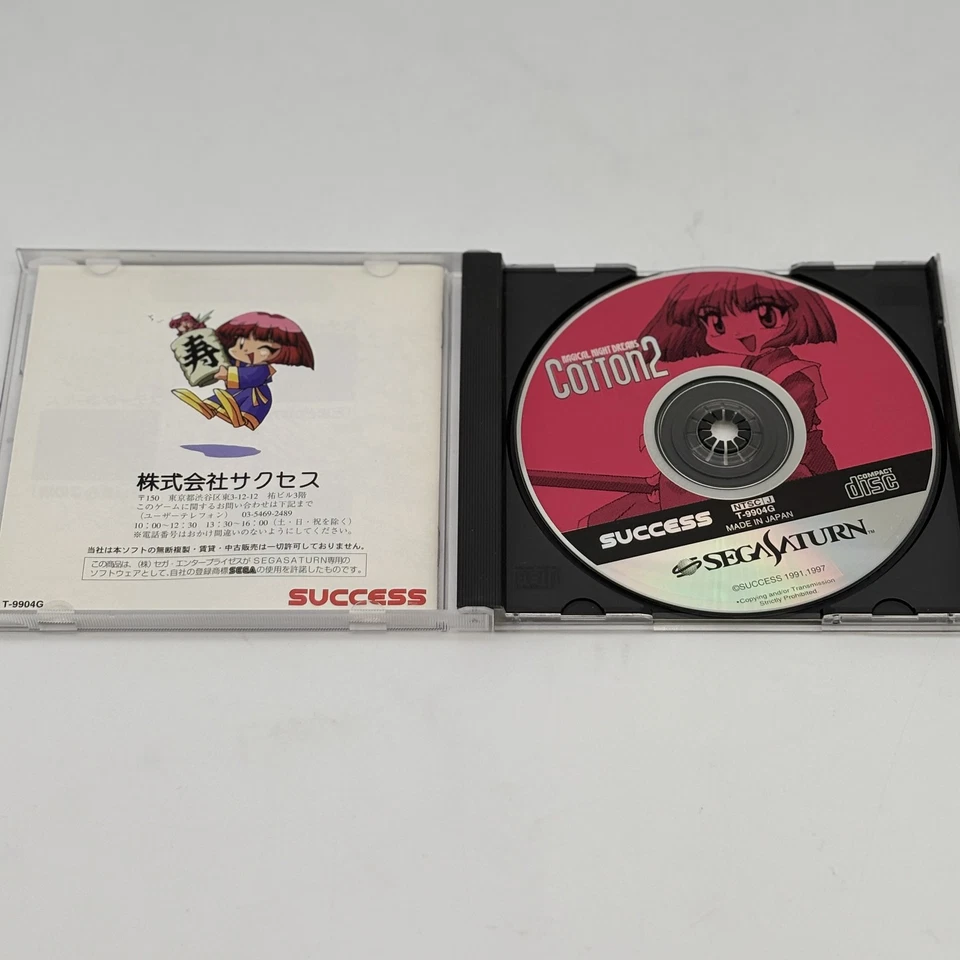 寿
株式会社サクセス
〒150 東京都渋谷区東3-12-12 祐ビル3階
このゲームに関するお問い合わせは下記まで
(ユーザーテレフォン) 03-5469-2489
10:00~12:30 13:30~16:00(土・日・祝を除く)
※電話番号はおかけ間違いのないようにしてください。
当社は本ソフトの無断複製・賃貸・中古販売は一切許可しておりません。
この商品は、(株)セガ・エンタープライゼスがSEGASATURN専用の
ソフトウェアとして、自社の登録商標SEGAの使用を許諾したものです。
T-9904G
SUCCESS
MAGICAL NIGHT DREAMS
COTTON2
COMPACT
disc
SUCCESS
NTSC-J
T-9904G
MADE IN JAPAN
SEGASATURN™
©SUCCESS 1991,1997
•Copying and/or Transmission
Strictly Prohibited.